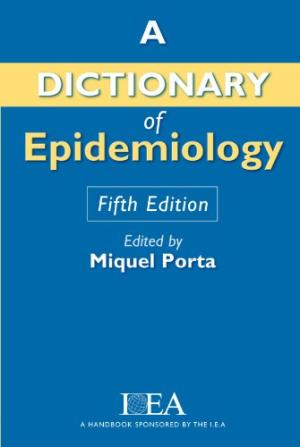 A
DICTIONARY
of
Epidemiology
Fifth Edition
Edited by
Miquel Porta
IEA
A HANDBOOK SPONSORED BY THE I.E.A